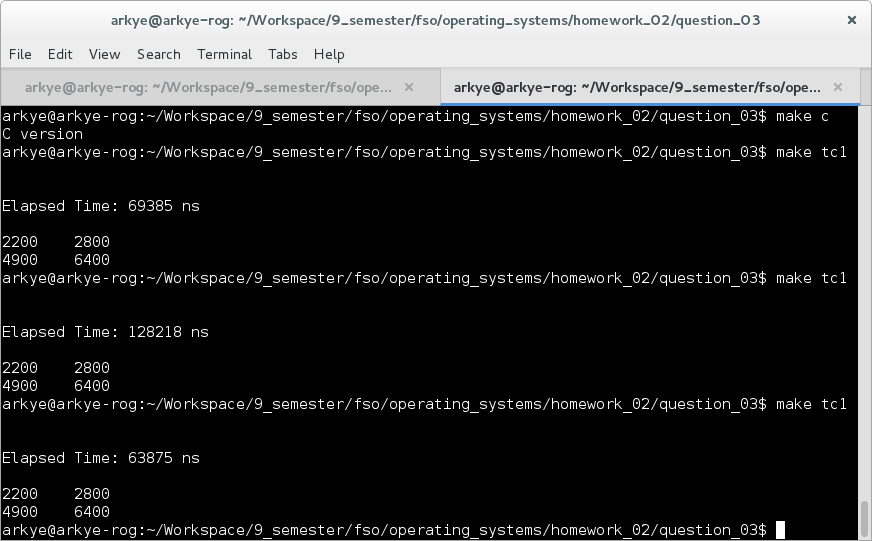 arkye@arkye-rog: ~/Workspace/9_semester/fso/operating_systems/homework_02/question_03
File Edit View Search Terminal Tabs Help
arkye@arkye-rog: ~/Workspace/9_semester/fso/ope... arkye@arkye-rog: ~/Workspace/9_semester/fso/ope...
arkye@arkye-rog:~/Workspace/9_semester/fso/operating_systems/homework_02/question_03$ make c
C version
arkye@arkye-rog:~/Workspace/9_semester/fso/operating_systems/homework_02/question_03$ make tc1
Elapsed Time: 69385 ns
2200    2800
4900    6400
arkye@arkye-rog:~/Workspace/9_semester/fso/operating_systems/homework_02/question_03$ make tc1
Elapsed Time: 128218 ns
2200    2800
4900    6400
arkye@arkye-rog:~/Workspace/9_semester/fso/operating_systems/homework_02/question_03$ make tc1
Elapsed Time: 63875 ns
2200    2800
4900    6400
arkye@arkye-rog:~/Workspace/9_semester/fso/operating_systems/homework_02/question_03$